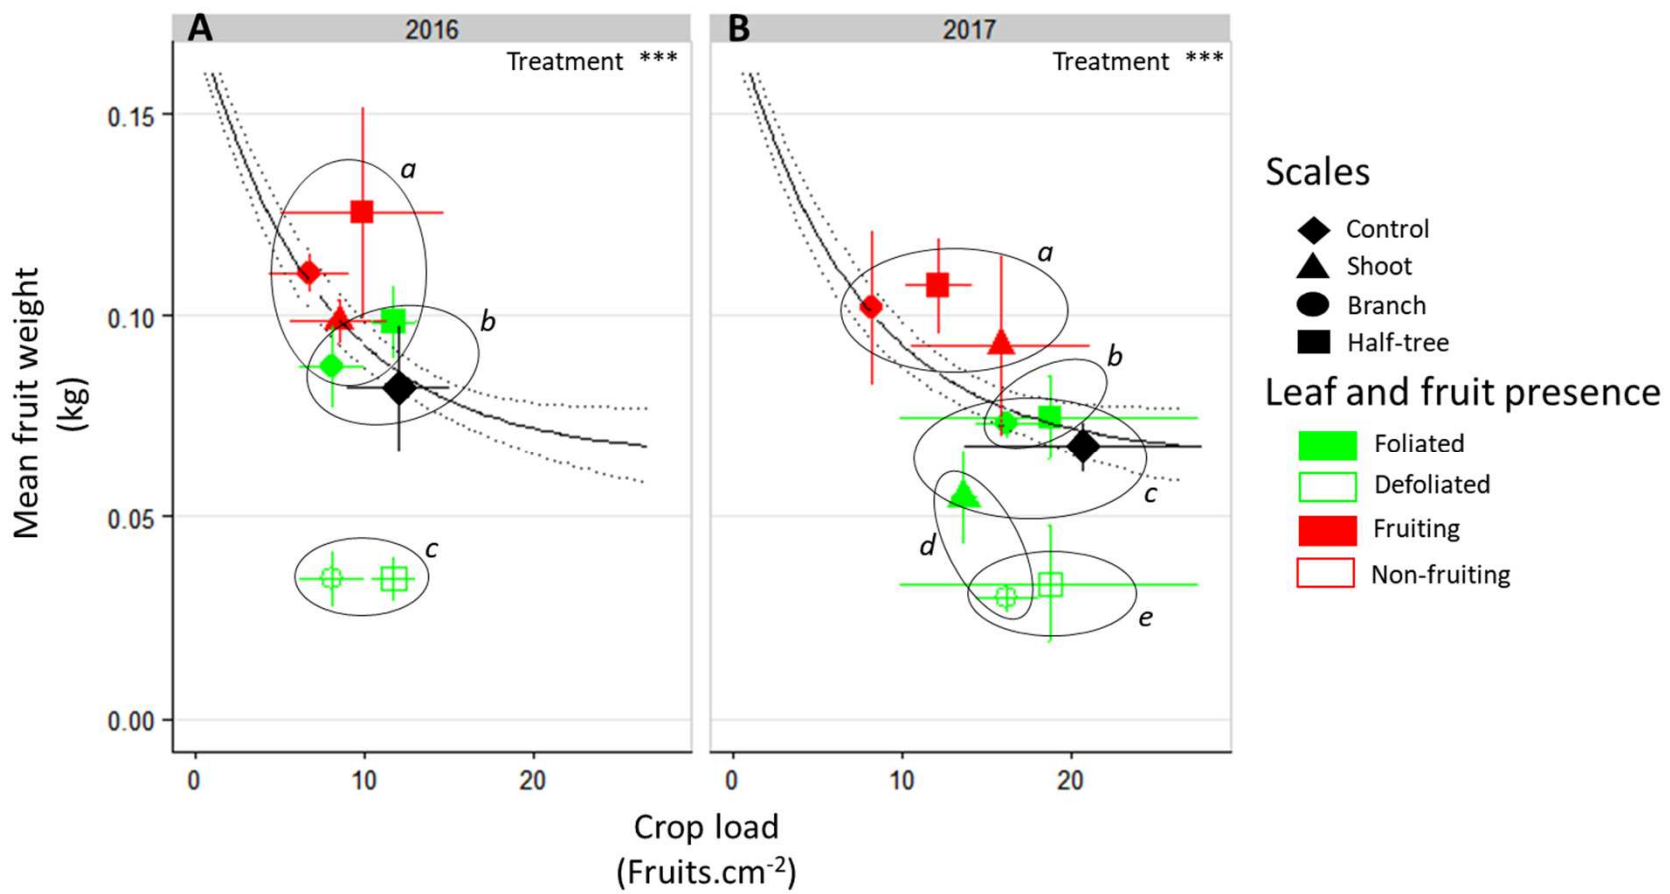 A 2016
B 2017
Treatment ***
Treatment ***
Mean fruit weight
(kg)
0.15
0.10
0.05
0.00
a
b
c
a
b
c
d
e
0 10 20
0 10 20
Crop load
(Fruits.cm-2)
Scales
Control
Shoot
Branch
Half-tree
Leaf and fruit presence
Foliated
Defoliated
Fruiting
Non-fruiting